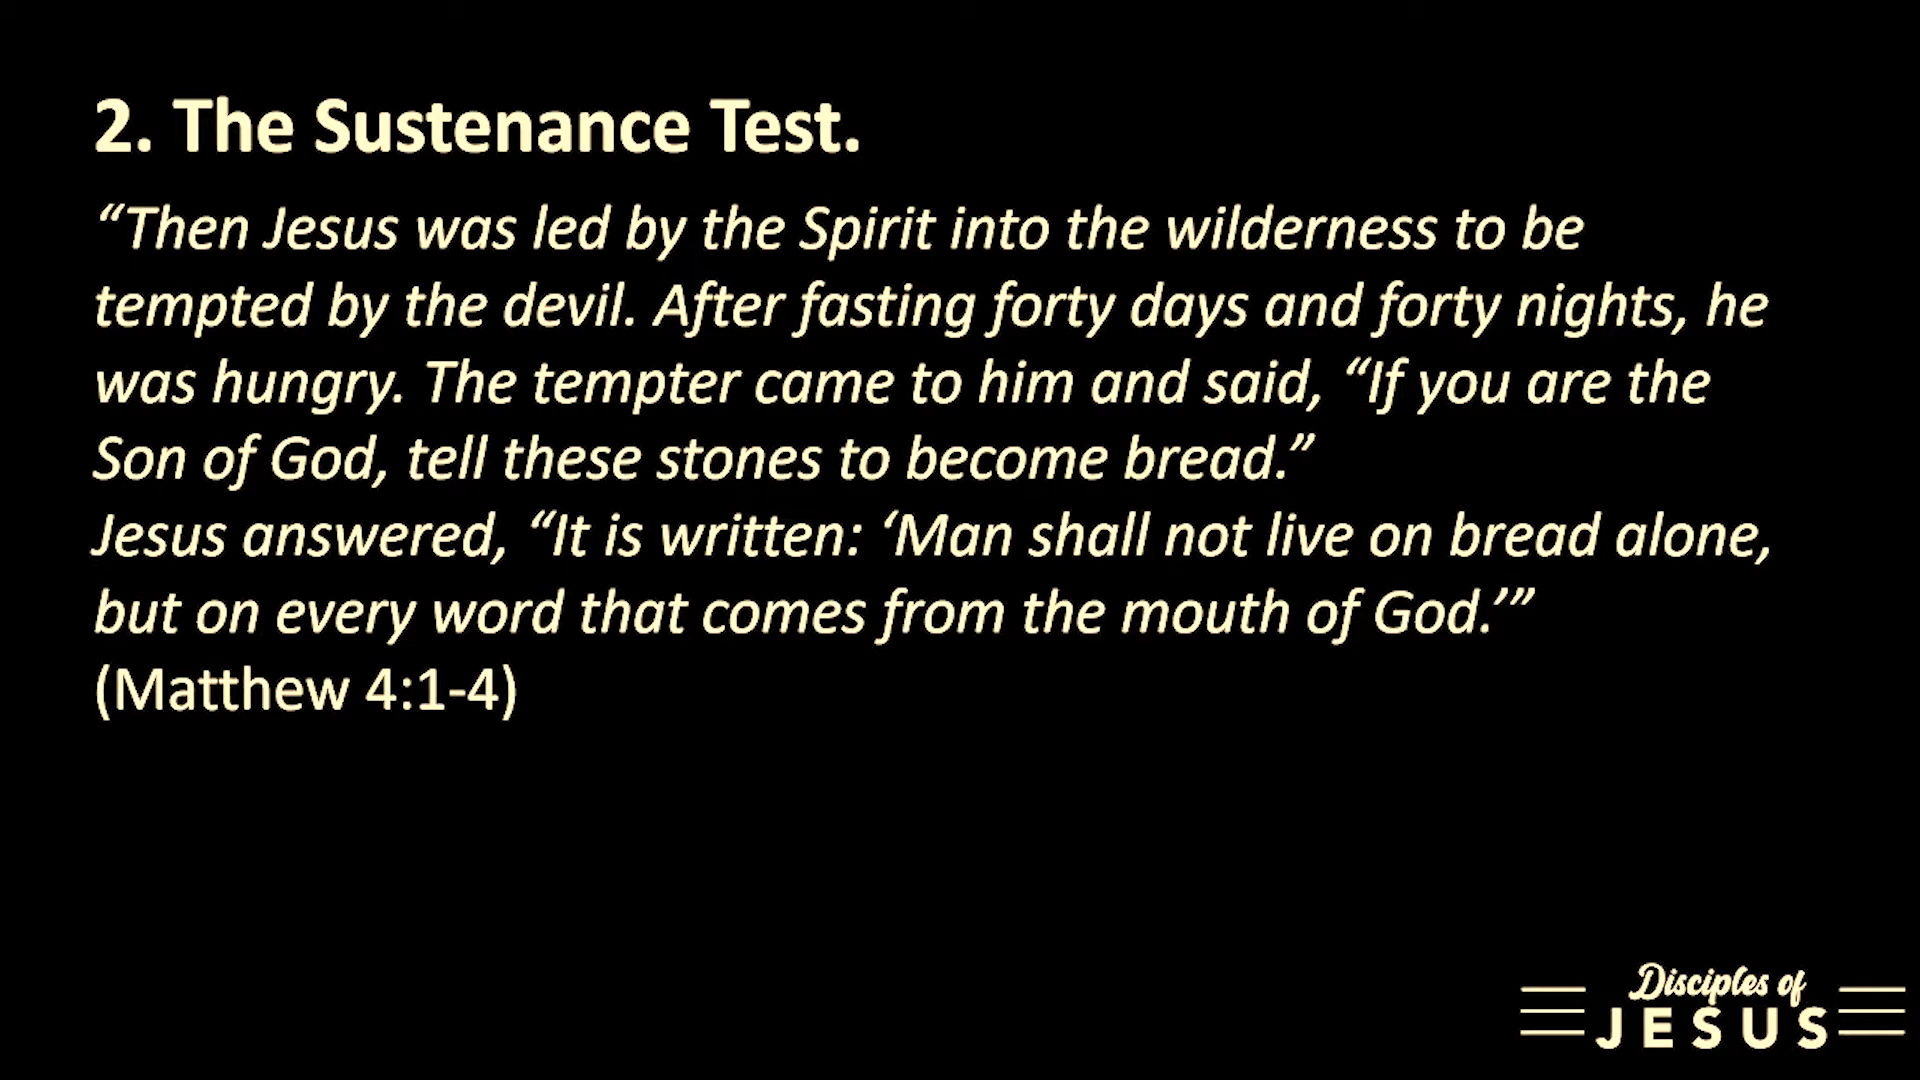 2. The Sustenance Test.
“Then Jesus was led by the Spirit into the wilderness to be
tempted by the devil. After fasting forty days and forty nights, he
was hungry. The tempter came to him and said, “If you are the
Son of God, tell these stones to become bread.”
Jesus answered, “It is written: ‘Man shall not live on bread alone,
but on every word that comes from the mouth of God.’”
(Matthew 4:1-4)
Disciples of
JESUS